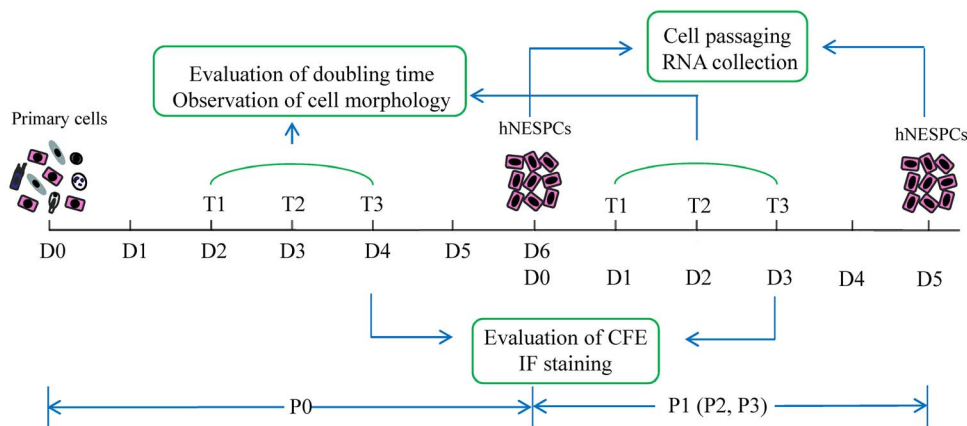 Cell passaging
RNA collection
Evaluation of doubling time
Observation of cell morphology
Primary cells
hNESPCs
hNESPCs
T1 T2 T3 T1 T2 T3
D0 D1 D2 D3 D4 D5 D6
D0 D1 D2 D3 D4 D5
Evaluation of CFE
IF staining
P0 P1 (P2, P3)